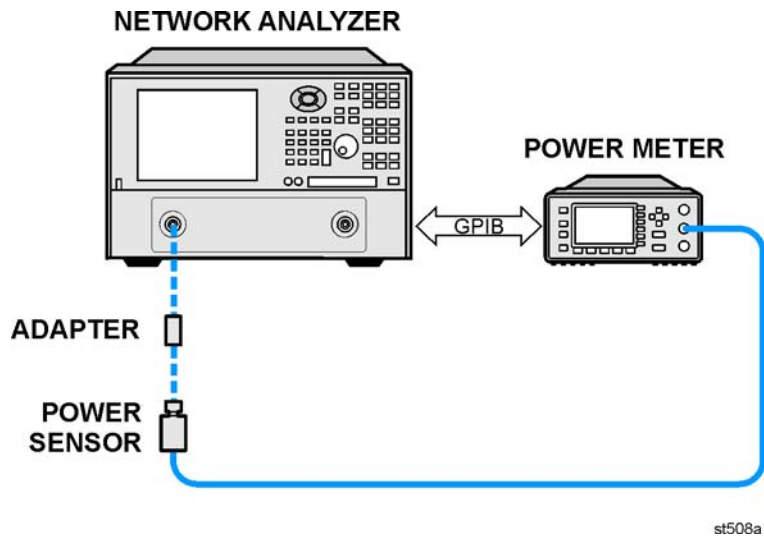 NETWORK ANALYZER
POWER METER
GPIB
ADAPTER
POWER
SENSOR
st508a